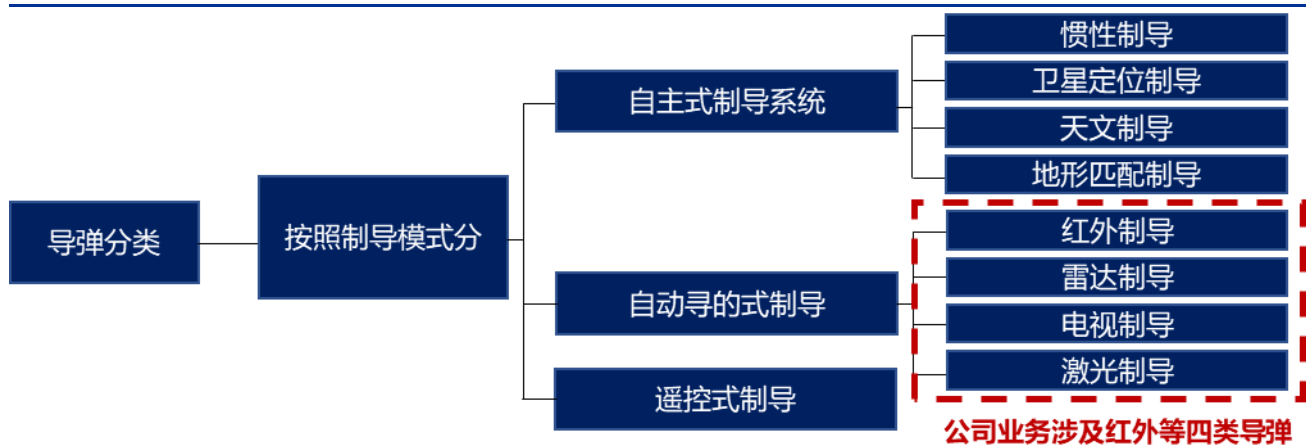 导弹分类
按照制导模式分
自主式制导系统
惯性制导
卫星定位制导
天文制导
地形匹配制导
自动寻的式制导
红外制导
雷达制导
电视制导
激光制导
遥控式制导
公司业务涉及红外等四类导弹